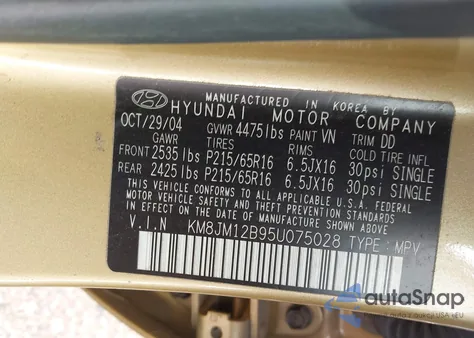 MANUFACTURED IN KOREA BY
HYUNDAI MOTOR COMPANY
OCT/29/04 GVWR 4475lbs PAINT VN TRIM DD
GAWR TIRES RIMS COLD TIRE INFL
FRONT 2535 lbs P215/65R16 6.5JX16 30psi SINGLE
REAR 2425 lbs P215/65R16 6.5JX16 30psi SINGLE
THIS VEHICLE CONFORMS TO ALL APPLICABLE U.S.A. FEDERAL
MOTOR VEHICLE SAFETY AND BUMPER AND THEFT PREVENTION
STANDARDS IN EFFECT ON THE DATE OF MANUFACTURE SHOWN ABOVE.
V.I.N KM8JM12B95U075028 TYPE: MPV
autoSnap